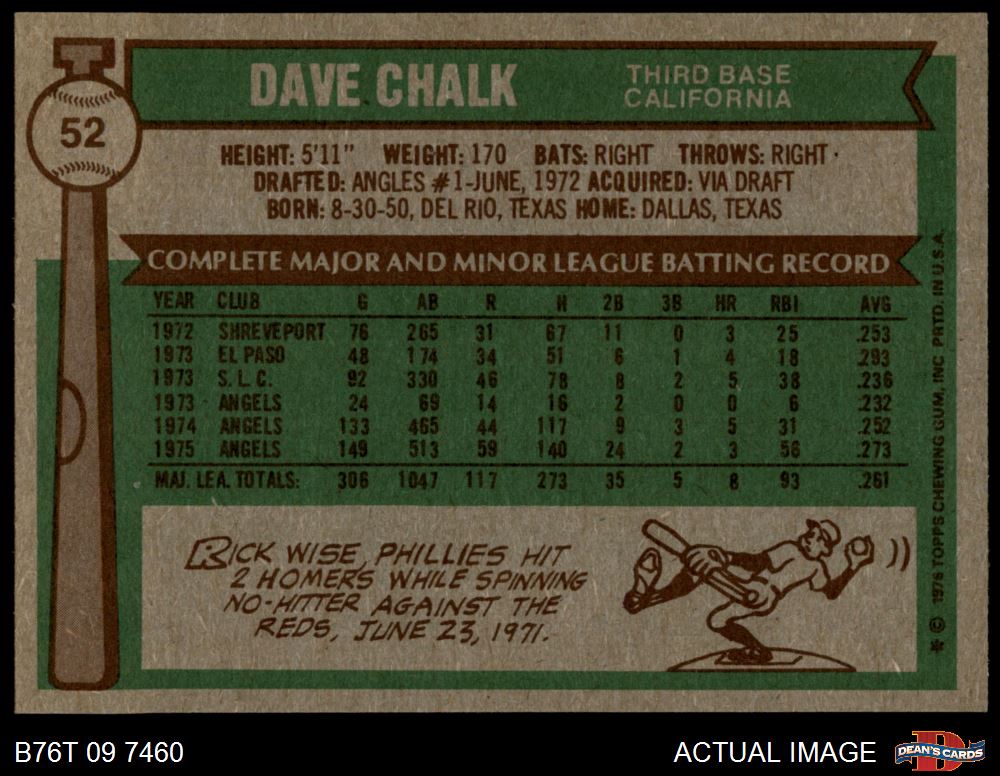 52
DAVE CHALK
THIRD BASE
CALIFORNIA
HEIGHT: 5'11" WEIGHT: 170 BATS: RIGHT THROWS: RIGHT
DRAFTED: ANGLES #1-JUNE, 1972 ACQUIRED: VIA DRAFT
BORN: 8-30-50, DEL RIO, TEXAS HOME: DALLAS, TEXAS
COMPLETE MAJOR AND MINOR LEAGUE BATTING RECORD
YEAR CLUB G AB R H 2B 3B HR RBI AVG
1972 SHREVEPORT 76 265 31 67 11 0 3 25 .253
1973 EL PASO 48 174 34 51 6 1 4 18 .293
1973 S.L.C. 92 330 46 78 8 2 5 38 .236
1973 ANGELS 24 69 14 16 2 0 0 6 .232
1974 ANGELS 133 465 44 117 9 3 5 31 .252
1975 ANGELS 149 513 59 140 24 2 3 56 .273
MAJ. LEA. TOTALS: 306 1047 117 273 35 5 8 93 .261
RICK WISE, PHILLIES HIT
2 HOMERS WHILE SPINNING
NO-HITTER AGAINST THE
REDS, JUNE 23, 1971.
* © 1976 TOPPS CHEWING GUM, INC. PRTD. IN U.S.A.
B76T 09 7460
ACTUAL IMAGE
DEAN'S CARDS